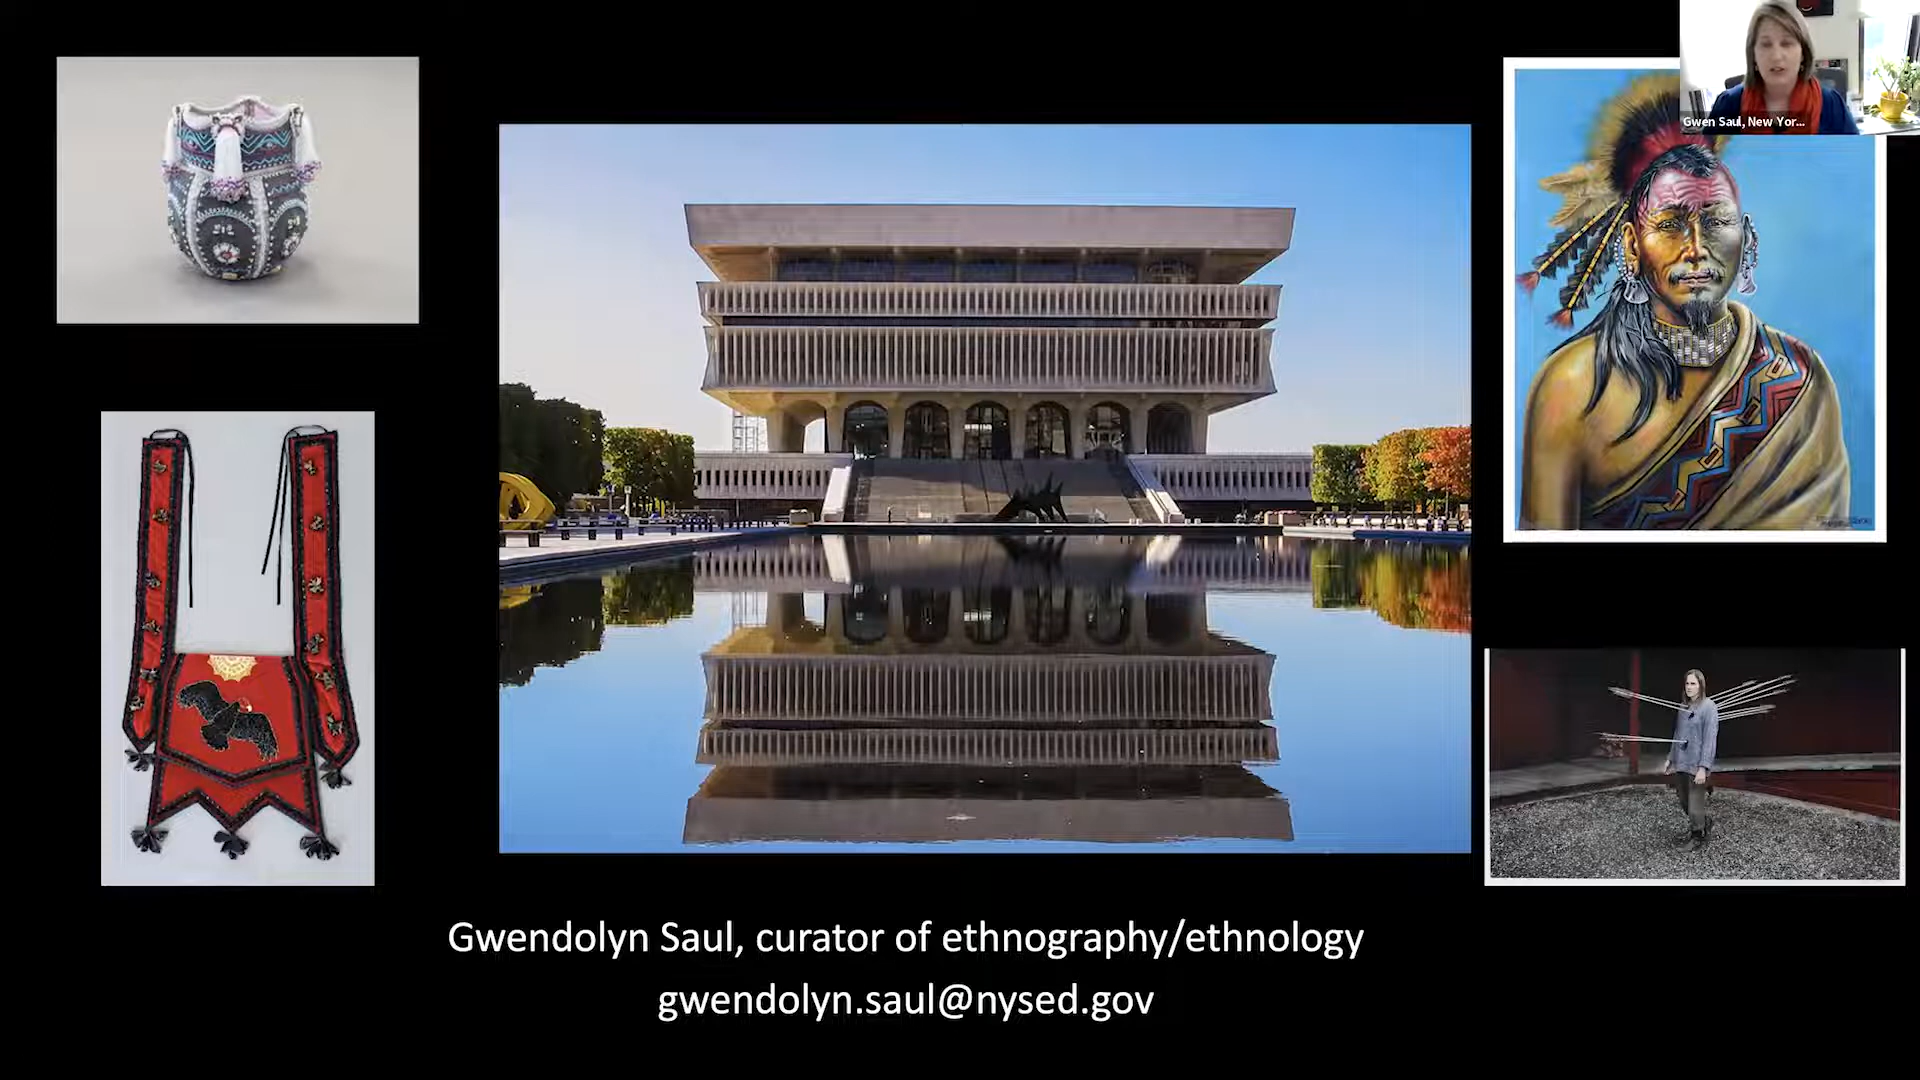 Gwen Saul, New Yor...
Gwendolyn Saul, curator of ethnography/ethnology
gwendolyn.saul@nysed.gov